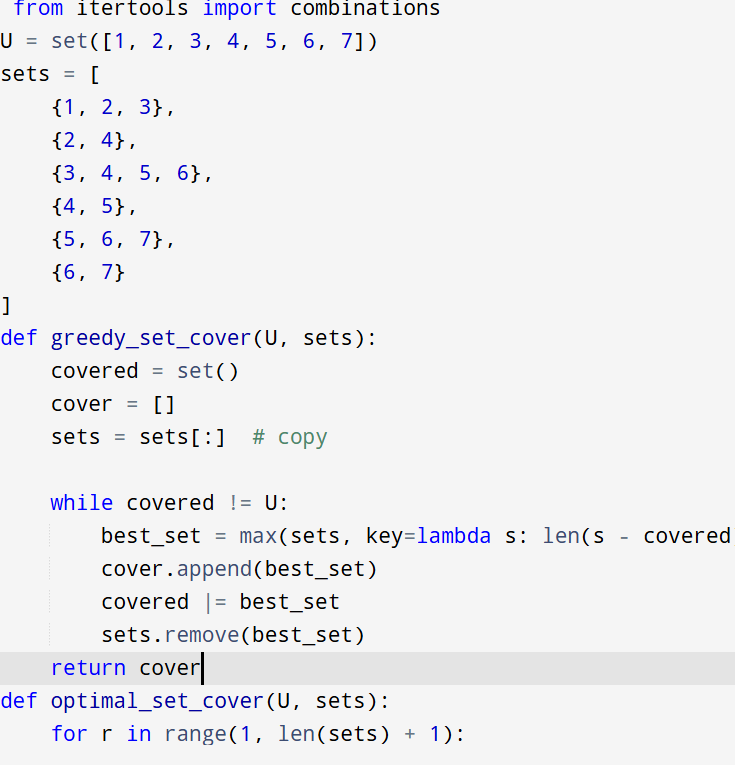 from itertools import combinations
U = set([1, 2, 3, 4, 5, 6, 7])
sets = [
    {1, 2, 3},
    {2, 4},
    {3, 4, 5, 6},
    {4, 5},
    {5, 6, 7},
    {6, 7}
]
def greedy_set_cover(U, sets):
    covered = set()
    cover = []
    sets = sets[:]  # copy

    while covered != U:
        best_set = max(sets, key=lambda s: len(s - covered
        cover.append(best_set)
        covered |= best_set
        sets.remove(best_set)
    return cover
def optimal_set_cover(U, sets):
    for r in range(1, len(sets) + 1):